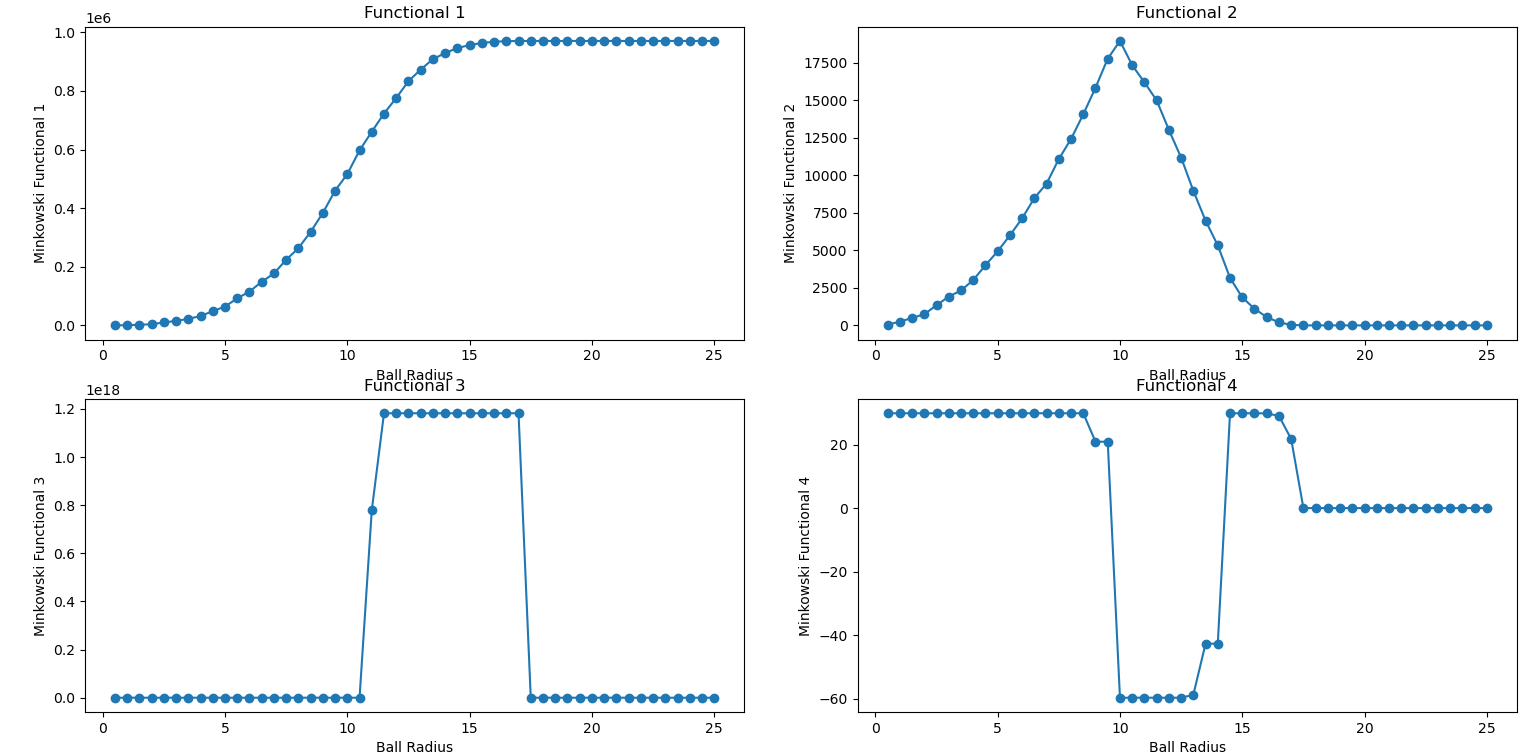 Functional 1
1e6
Minkowski Functional 1
1.0
0.8
0.6
0.4
0.2
0.0
0 5 10 15 20 25
Ball Radius
Functional 2
Minkowski Functional 2
17500
15000
12500
10000
7500
5000
2500
0
0 5 10 15 20 25
Ball Radius
Functional 3
1e18
Minkowski Functional 3
1.2
1.0
0.8
0.6
0.4
0.2
0.0
0 5 10 15 20 25
Ball Radius
Functional 4
Minkowski Functional 4
20
0
−20
−40
−60
0 5 10 15 20 25
Ball Radius